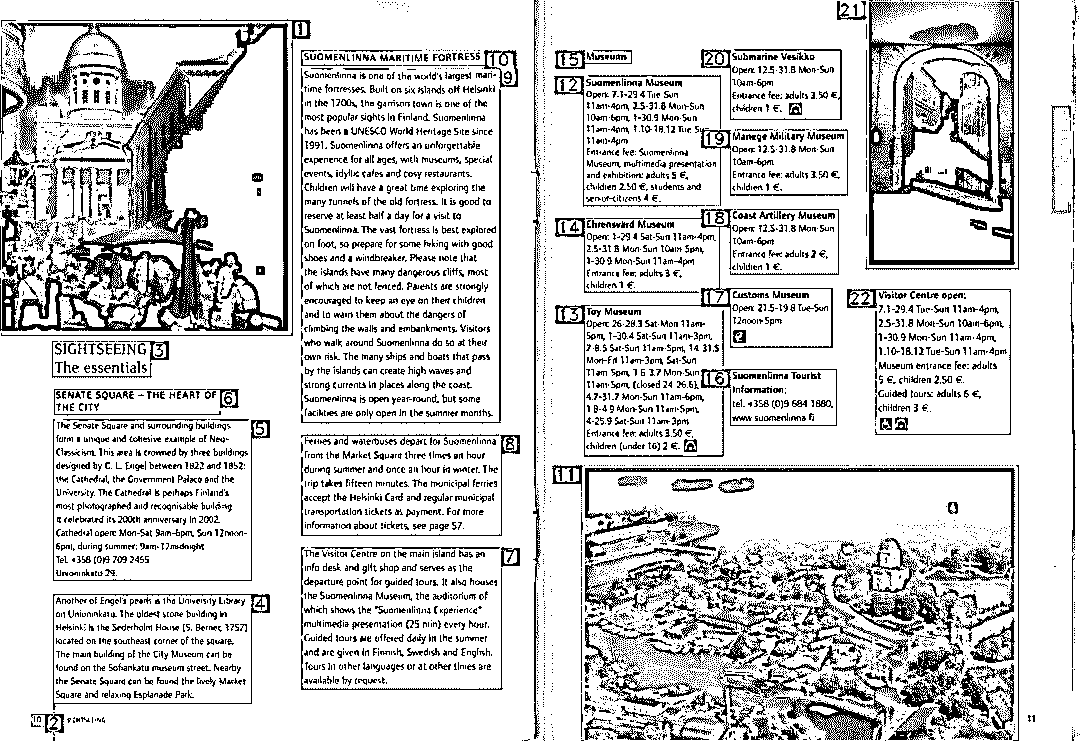 1
SIGHTSEEING 3
The essentials
SENATE SQUARE – THE HEART OF 6
THE CITY
5
The Senate Square and surrounding buildings
form a unique and cohesive example of Neo-
Classicism. This area is crowned by three buildings
designed by C. L. Engel between 1822 and 1852:
the Cathedral, the Government Palace and the
University. The Cathedral is perhaps Finland's
most photographed and recognisable building.
It celebrated its 200th anniversary in 2002.
Cathedral open: Mon-Sat 9am-6pm, Sun 12noon-
6pm, during summer: 9am-12midnight
Tel. +358 (0)9 709 2455
Unioninkatu 29.
4
Another of Engel's pearls is the University Library
on Unioninkatu. The oldest stone building in
Helsinki is the Sederholm House (S. Berner, 1757)
located on the southeast corner of the square.
The main building of the City Museum can be
found on the Sofiankatu museum street. Nearby
the Senate Square can be found the lively Market
Square and relaxing Esplanade Park.
10 2 SIGHTSEEING
SUOMENLINNA MARITIME FORTRESS 10
9
Suomenlinna is one of the world's largest mari-
time fortresses. Built on six islands off Helsinki
in the 1700s, the garrison town is one of the
most popular sights in Finland. Suomenlinna
has been a UNESCO World Heritage Site since
1991. Suomenlinna offers an unforgettable
experience for all ages, with museums, special
events, idyllic cafes and cosy restaurants.
Children will have a great time exploring the
many tunnels of the old fortress. It is good to
reserve at least half a day for a visit to
Suomenlinna. The vast fortress is best explored
on foot, so prepare for some hiking with good
shoes and a windbreaker. Please note that
the islands have many dangerous cliffs, most
of which are not fenced. Parents are strongly
encouraged to keep an eye on their children
and to warn them about the dangers of
climbing the walls and embankments. Visitors
who walk around Suomenlinna do so at their
own risk. The many ships and boats that pass
by the islands can create high waves and
strong currents in places along the coast.
Suomenlinna is open year-round, but some
facilities are only open in the summer months.
8
Ferries and waterbuses depart for Suomenlinna
from the Market Square three times an hour
during summer and once an hour in winter. The
trip takes fifteen minutes. The municipal ferries
accept the Helsinki Card and regular municipal
transportation tickets as payment. For more
information about tickets, see page 57.
7
The Visitor Centre on the main island has an
info desk and gift shop and serves as the
departure point for guided tours. It also houses
the Suomenlinna Museum, the auditorium of
which shows the "Suomenlinna Experience"
multimedia presentation (25 min) every hour.
Guided tours are offered daily in the summer
and are given in Finnish, Swedish and English.
Tours in other languages or at other times are
available by request.
15 Museums
12 Suomenlinna Museum
Open: 7.1-29.4 Tue-Sun
11am-4pm, 2.5-31.8 Mon-Sun
10am-6pm, 1-30.9 Mon-Sun
11am-4pm, 1.10-18.12 Tue-Su
11am-4pm
Entrance fee: Suomenlinna
Museum, multimedia presentation
and exhibition: adults 5 €,
children 2.50 €, students and
senior-citizens 4 €.
14 Ehrensvard Museum
Open: 1-29.4 Sat-Sun 11am-4pm,
2.5-31.8 Mon-Sun 10am-5pm,
1-30.9 Mon-Sun 11am-4pm
Entrance fee: adults 3 €,
children 1 €.
13 Toy Museum
Open: 26-28.3 Sat-Mon 11am-
5pm, 1-30.4 Sat-Sun 11am-3pm,
2-8.5 Sat-Sun 11am-5pm, 14-31.5
Mon-Fri 11am-3pm, Sat-Sun
11am-5pm, 1.6-3.7 Mon-Sun
11am-5pm, (closed 24-26.6),
4.7-31.7 Mon-Sun 11am-6pm,
1.8-4.9 Mon-Sun 11am-5pm,
4-25.9 Sat-Sun 11am-3pm
Entrance fee: adults 3.50 €,
children (under 16) 2 €.
20 Submarine Vesikko
Open: 12.5-31.8 Mon-Sun
10am-6pm
Entrance fee: adults 3.50 €,
children 1 €.
19 Manege Military Museum
Open: 12.5-31.8 Mon-Sun
10am-6pm
Entrance fee: adults 3.50 €,
children 1 €.
18 Coast Artillery Museum
Open: 12.5-31.8 Mon-Sun
10am-6pm
Entrance fee: adults 2 €,
children 1 €.
17 Customs Museum
Open: 21.5-19.8 Tue-Sun
12noon-5pm
16 Suomenlinna Tourist
Information:
tel. +358 (0)9 684 1880,
www.suomenlinna.fi
21
22 Visitor Centre open:
7.1-29.4 Tue-Sun 11am-4pm,
2.5-31.8 Mon-Sun 10am-6pm,
1-30.9 Mon-Sun 11am-4pm,
1.10-18.12 Tue-Sun 11am-4pm
Museum entrance fee: adults
5 €, children 2.50 €.
Guided tours: adults 6 €,
children 3 €.
11
11